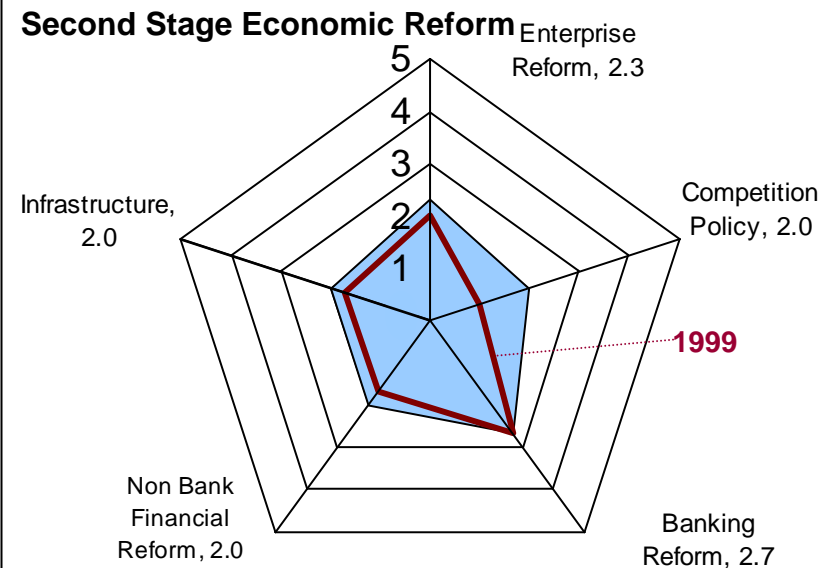 Second Stage Economic Reform
Enterprise
Reform, 2.3
5
4
3
2
1
Competition
Policy, 2.0
Infrastructure,
2.0
1999
Non Bank
Financial
Reform, 2.0
Banking
Reform, 2.7